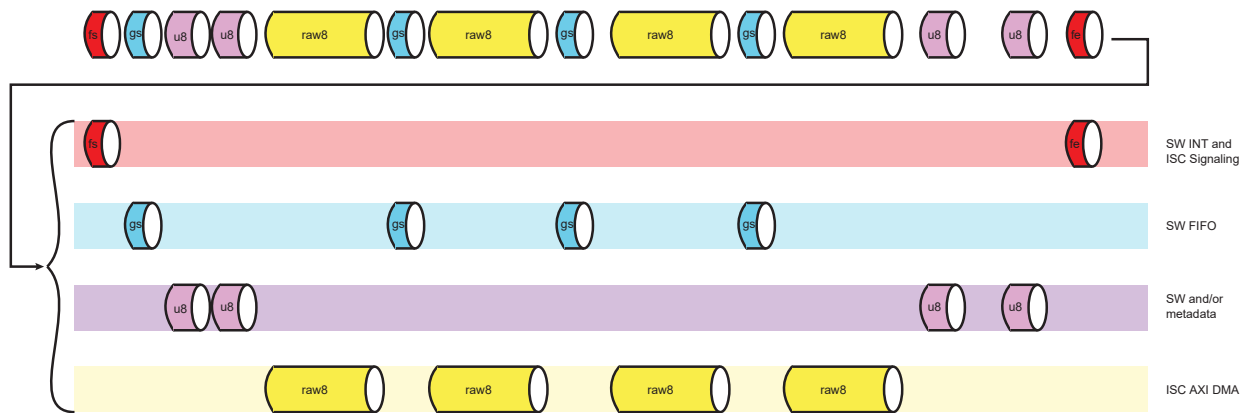 fs gs u8 u8 raw8 gs raw8 gs raw8 gs raw8 u8 u8 fe
fs fe
SW INT and
ISC Signaling
gs gs gs gs
SW FIFO
u8 u8 u8 u8
SW and/or
metadata
raw8 raw8 raw8 raw8
ISC AXI DMA